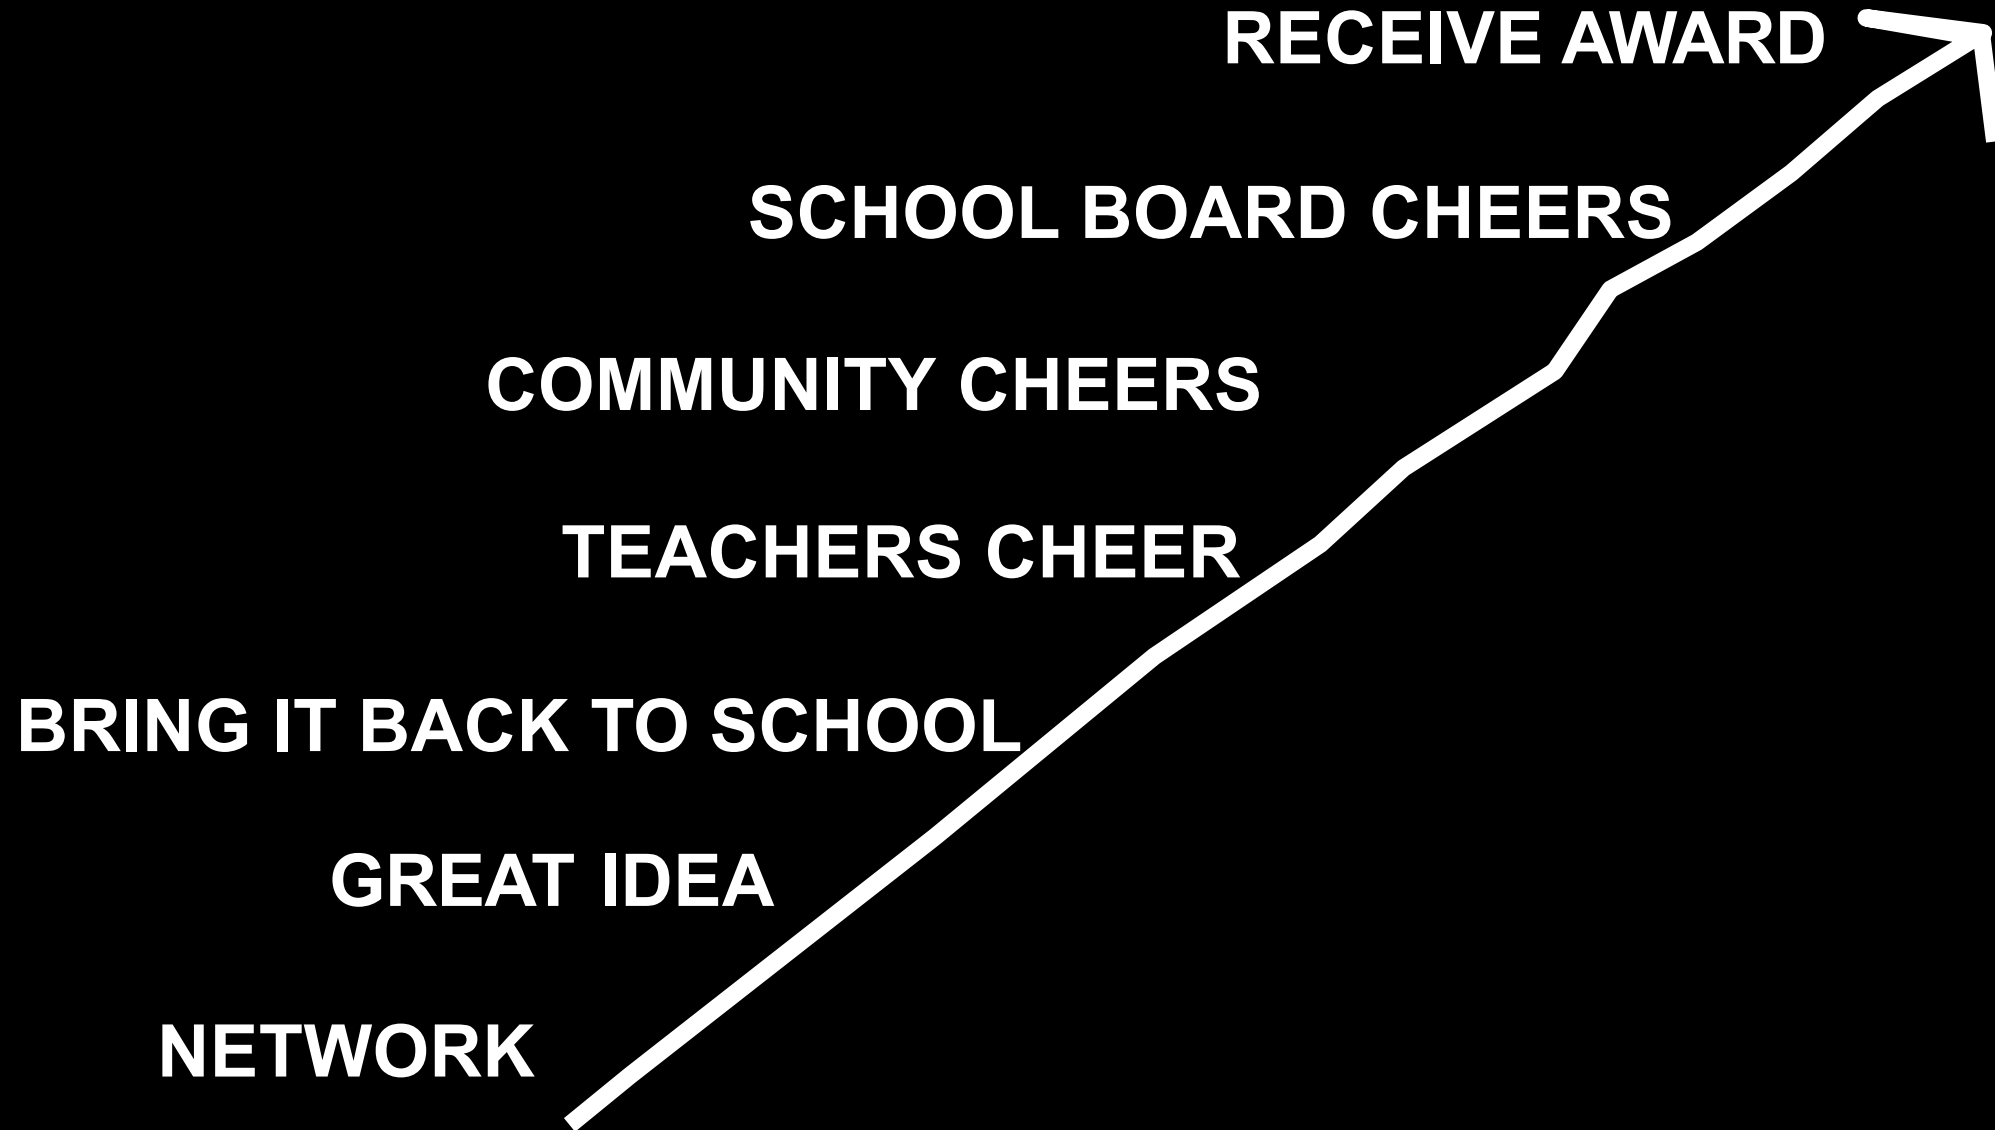 RECEIVE AWARD
SCHOOL BOARD CHEERS
COMMUNITY CHEERS
TEACHERS CHEER
BRING IT BACK TO SCHOOL
GREAT IDEA
NETWORK